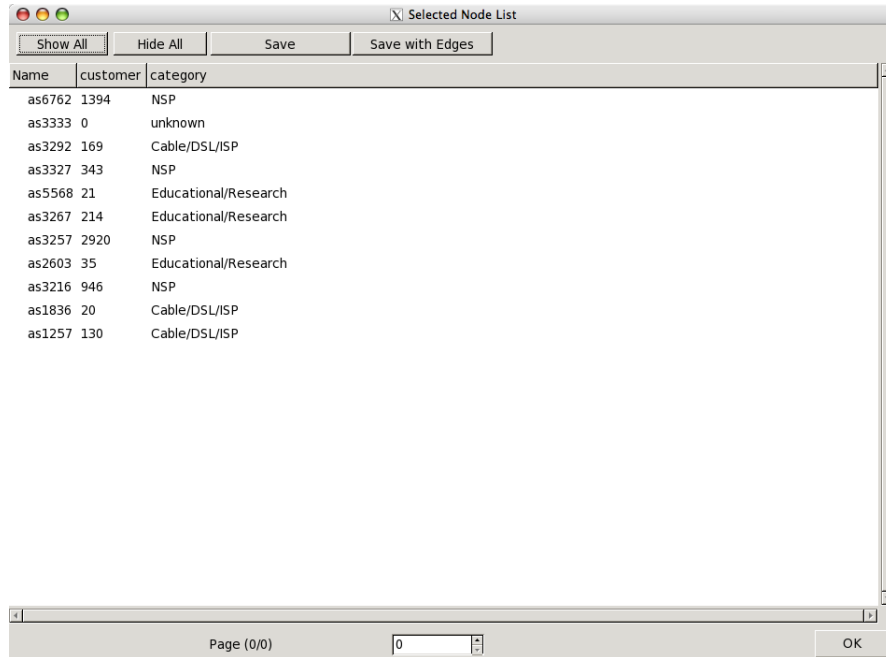 X Selected Node List
Show All Hide All Save Save with Edges
Name customer category
as6762 1394 NSP
as3333 0 unknown
as3292 169 Cable/DSL/ISP
as3327 343 NSP
as5568 21 Educational/Research
as3267 214 Educational/Research
as3257 2920 NSP
as2603 35 Educational/Research
as3216 946 NSP
as1836 20 Cable/DSL/ISP
as1257 130 Cable/DSL/ISP
Page (0/0) 0 OK